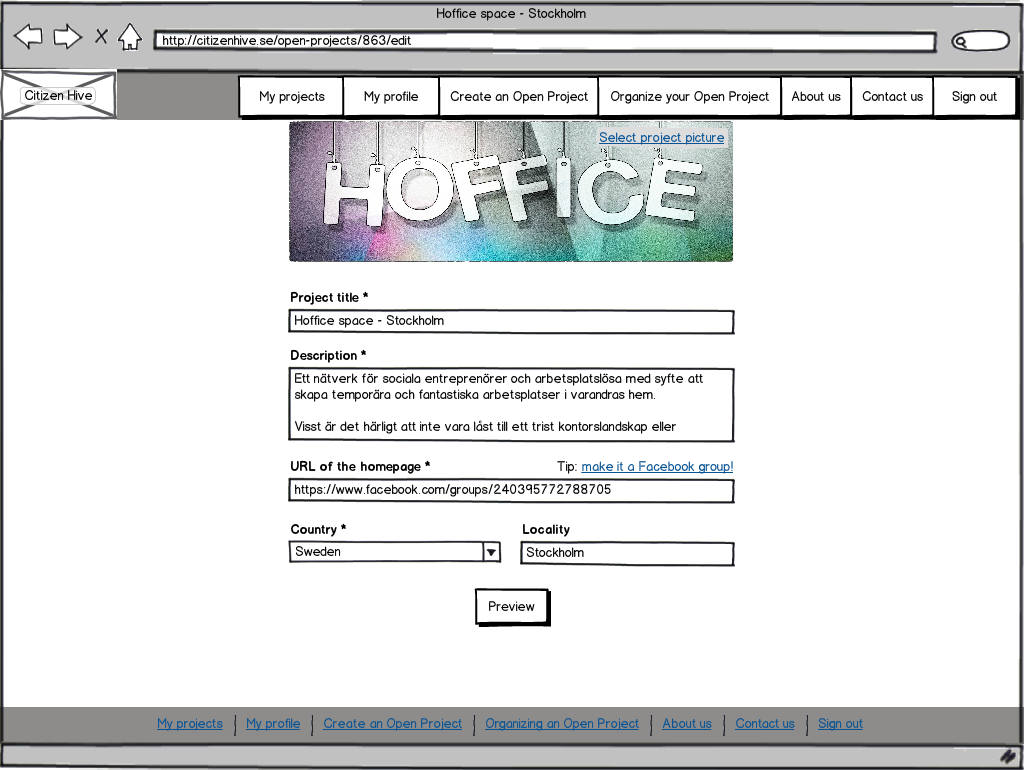 Hoffice space - Stockholm
http://citizenhive.se/open-projects/863/edit
Citizen Hive
My projects
My profile
Create an Open Project
Organize your Open Project
About us
Contact us
Sign out
Select project picture
HOFFICE
Project title *
Hoffice space - Stockholm
Description *
Ett nätverk för sociala entreprenörer och arbetsplatslösa med syfte att
skapa temporära och fantastiska arbetsplatser i varandras hem.
Visst är det härligt att inte vara låst till ett trist kontorslandskap eller
URL of the homepage *
Tip: make it a Facebook group!
https://www.facebook.com/groups/240395772788705
Country *
Locality
Sweden
Stockholm
Preview
My projects
My profile
Create an Open Project
Organizing an Open Project
About us
Contact us
Sign out